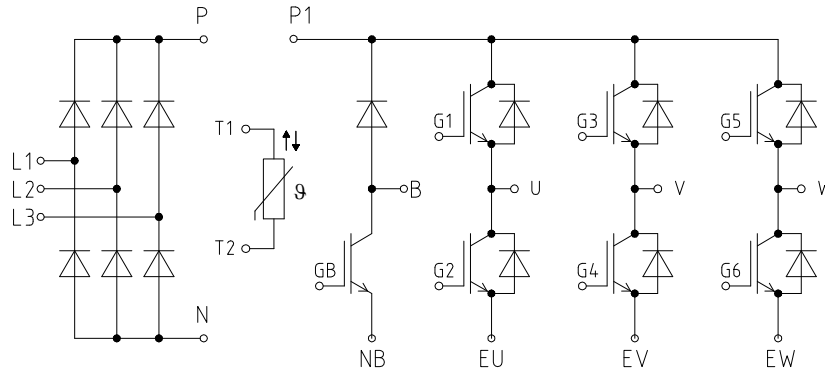 P P1
T1 G1 G3 G5
L1
L2 ϑ B U V W
L3
T2 GB G2 G4 G6
N
NB EU EV EW